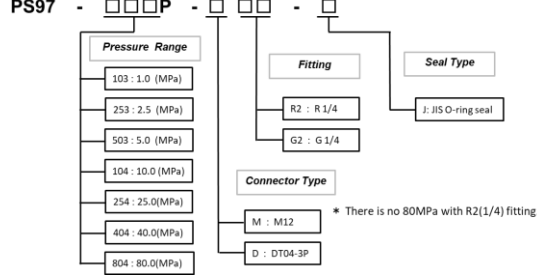 PS97 - □□□P - □ □□ - □
Pressure Range
103 : 1.0 (MPa)
253 : 2.5 (MPa)
503 : 5.0 (MPa)
104 : 10.0 (MPa)
254 : 25.0(MPa)
404 : 40.0(MPa)
804 : 80.0(MPa)
Fitting
R2 : R 1/4
G2 : G 1/4
Connector Type
M : M12
D : DT04-3P
Seal Type
J: JIS O-ring seal
* There is no 80MPa with R2(1/4) fitting